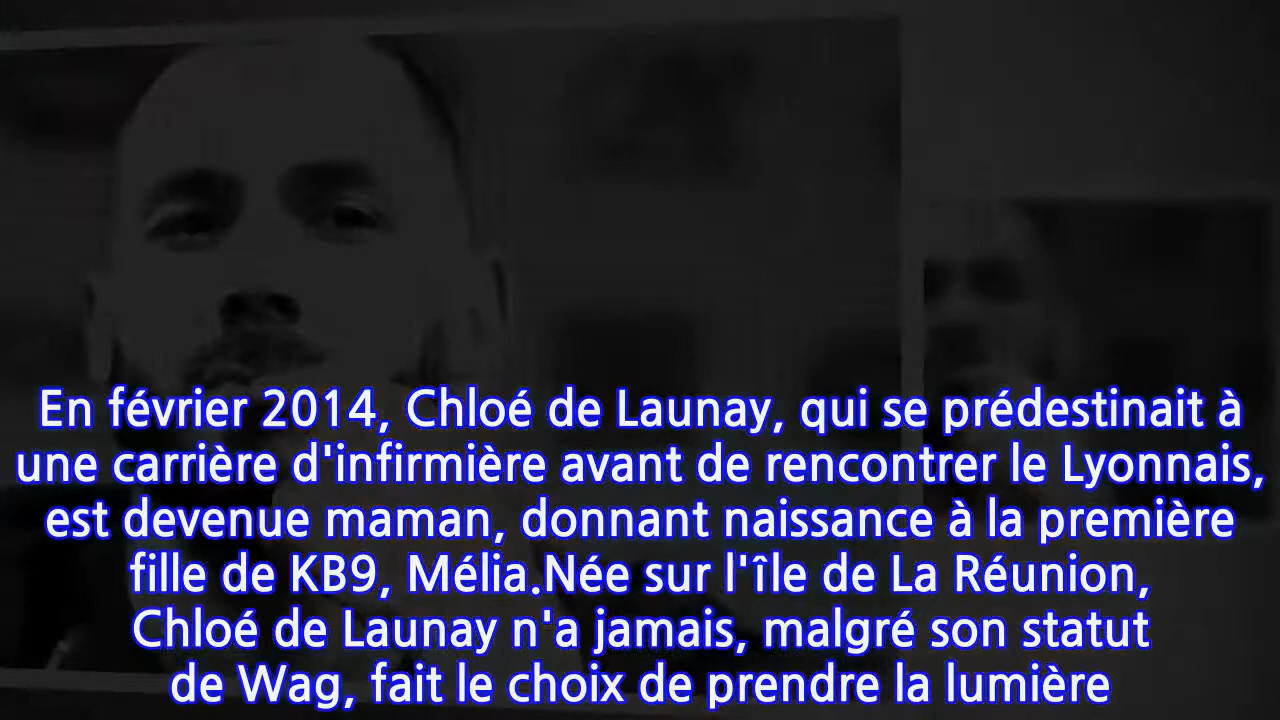 En février 2014, Chloé de Launay, qui se prédestinait à
une carrière d'infirmière avant de rencontrer le Lyonnais,
est devenue maman, donnant naissance à la première
fille de KB9, Mélia.Née sur l'île de La Réunion,
Chloé de Launay n'a jamais, malgré son statut
de Wag, fait le choix de prendre la lumière